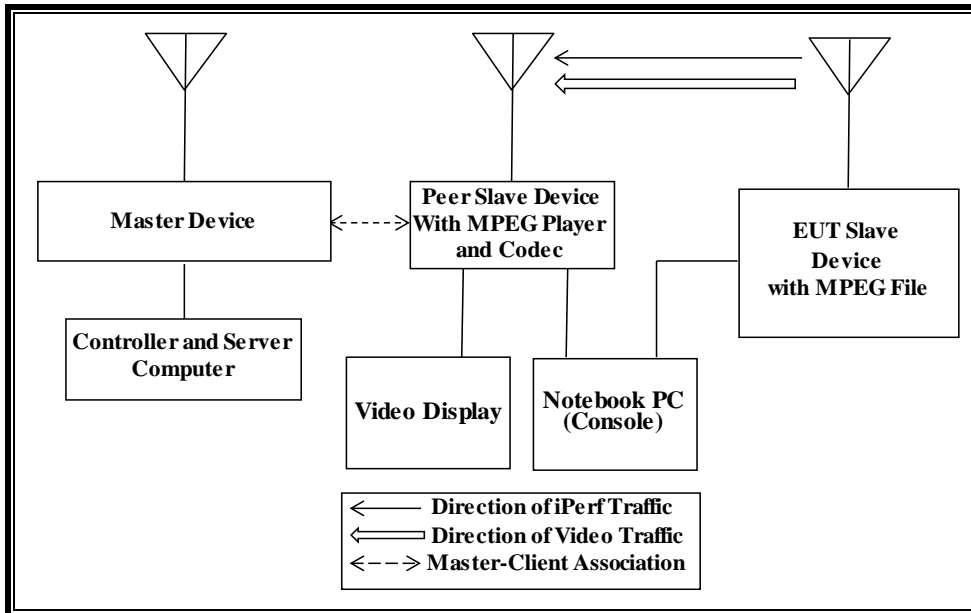 Master Device
Peer Slave Device
With MPEG Player
and Codec
EUT Slave
Device
with MPEG File
Controller and Server
Computer
Video Display
Notebook PC
(Console)
Direction of iPerf Traffic
Direction of Video Traffic
Master-Client Association